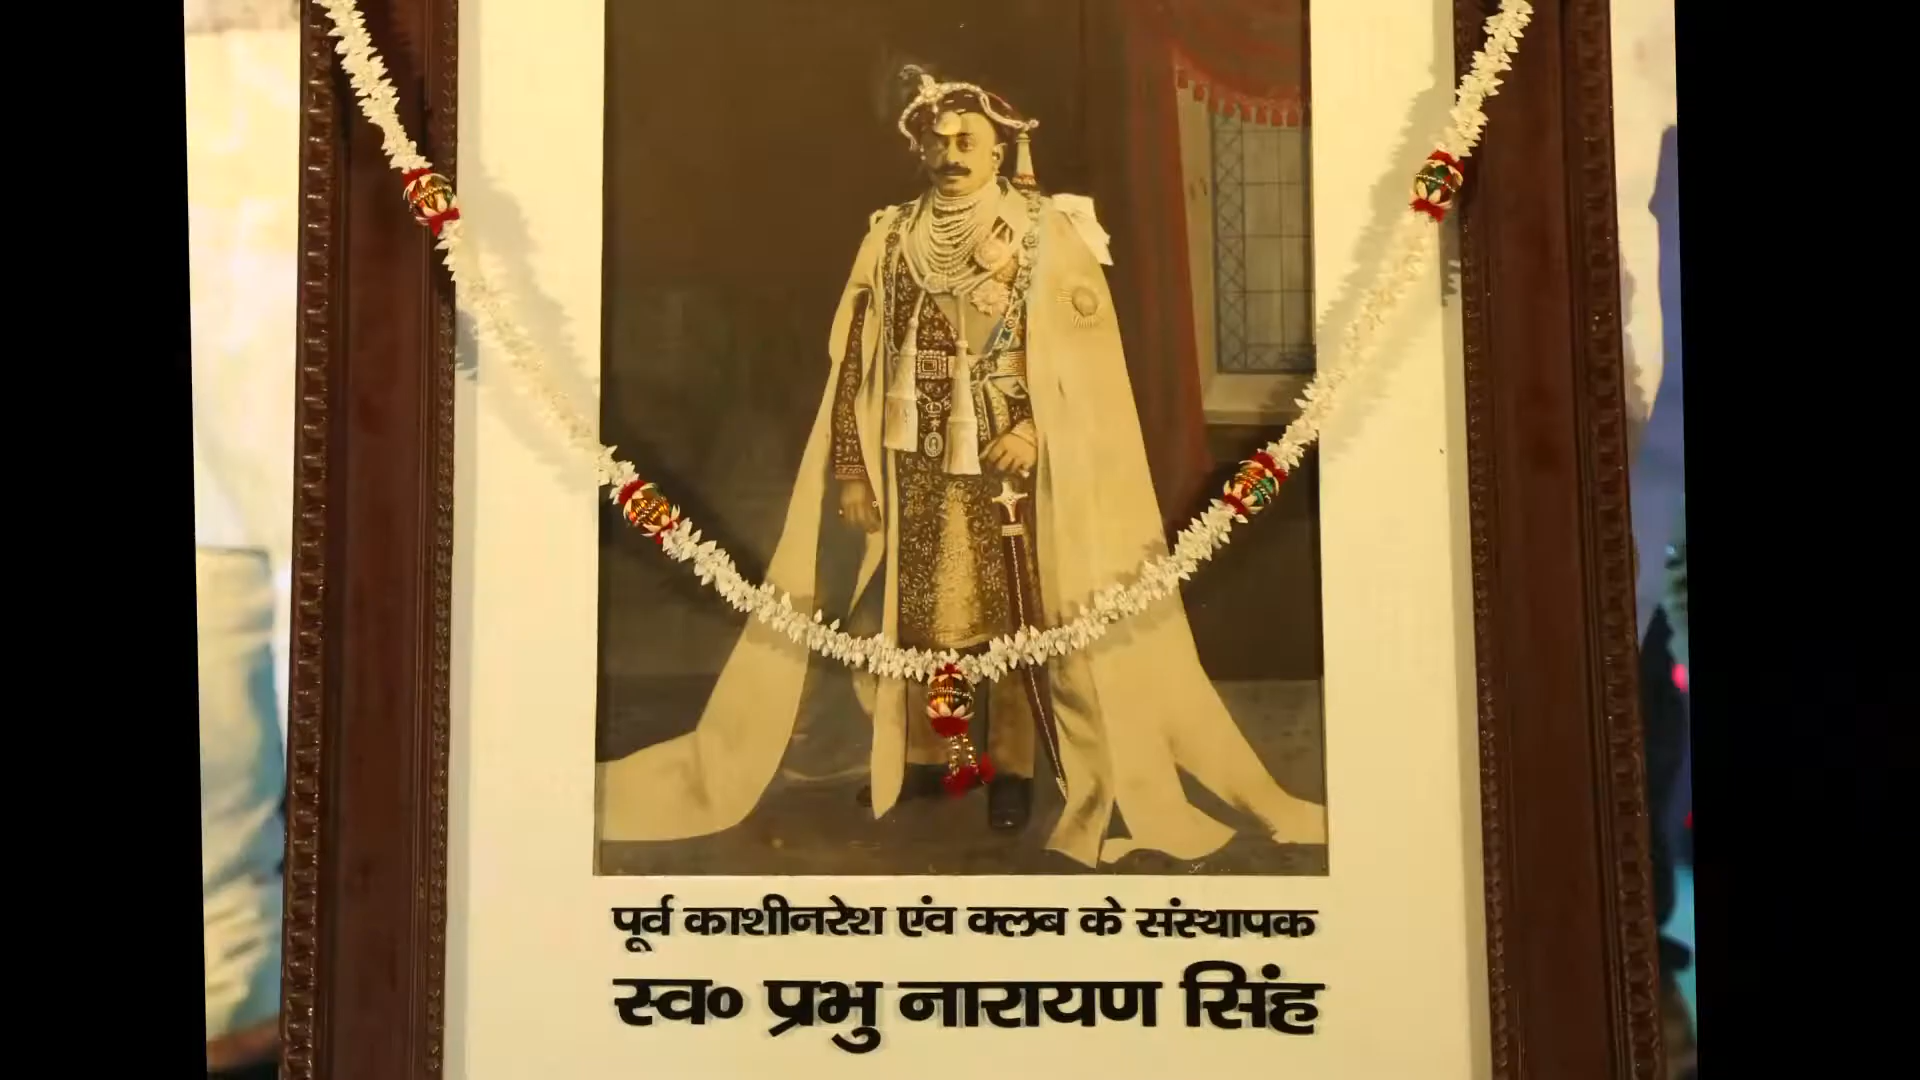 पूर्व काशीनरेश एंव क्लब के संस्थापक
स्व० प्रभु नारायण सिंह